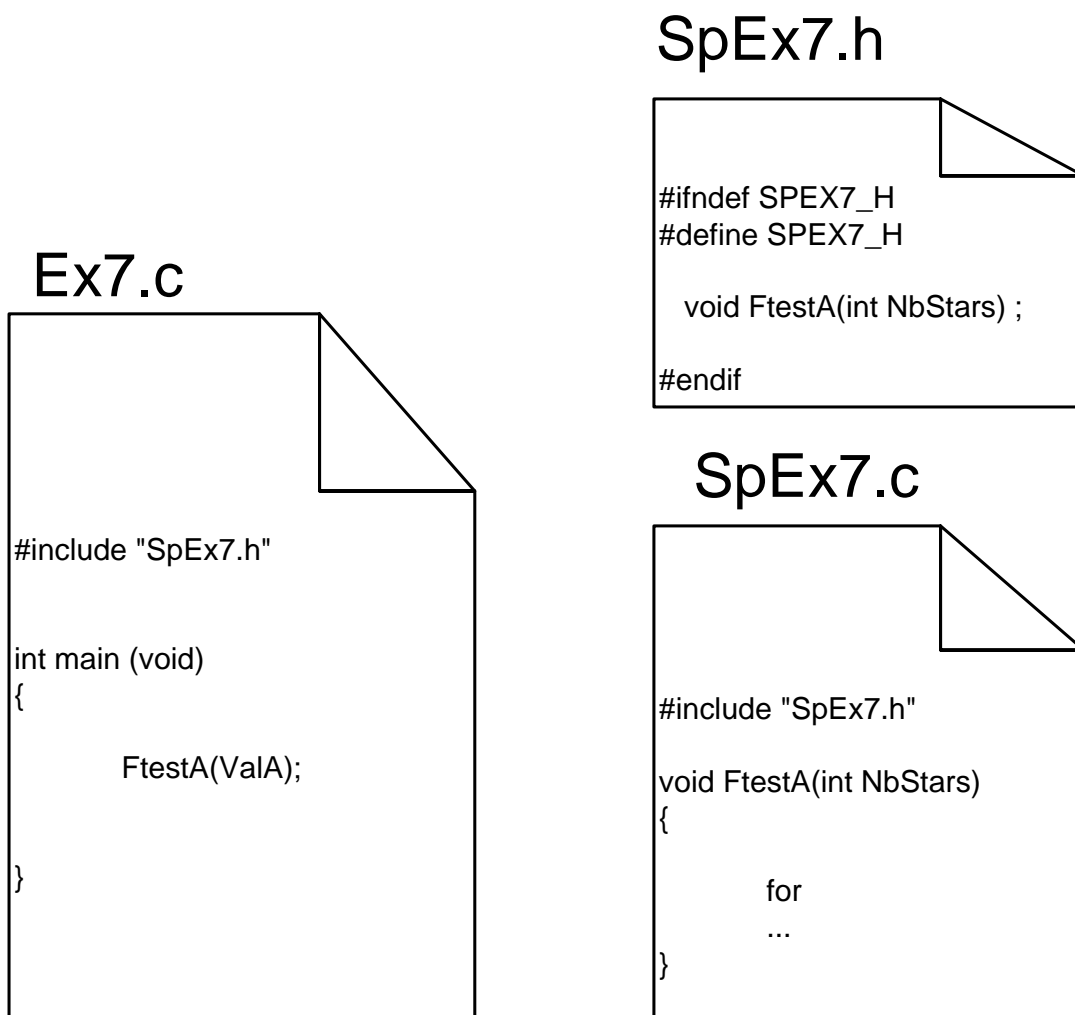 Ex7.c
#include "SpEx7.h"
int main (void)
{
FtestA(ValA);
}
SpEx7.h
#ifndef SPEX7_H
#define SPEX7_H
void FtestA(int NbStars) ;
#endif
SpEx7.c
#include "SpEx7.h"
void FtestA(int NbStars)
{
for
...
}